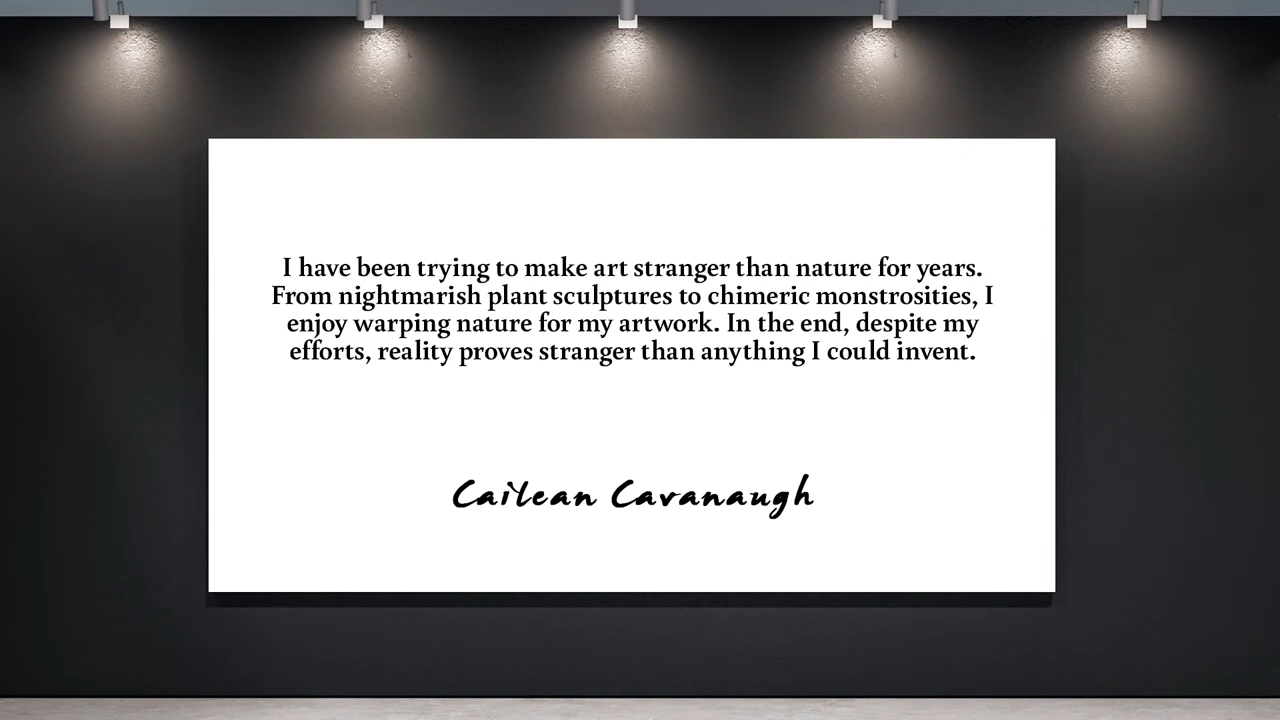 I have been trying to make art stranger than nature for years.
From nightmarish plant sculptures to chimeric monstrosities, I
enjoy warping nature for my artwork. In the end, despite my
efforts, reality proves stranger than anything I could invent.
Cailean Cavanaugh